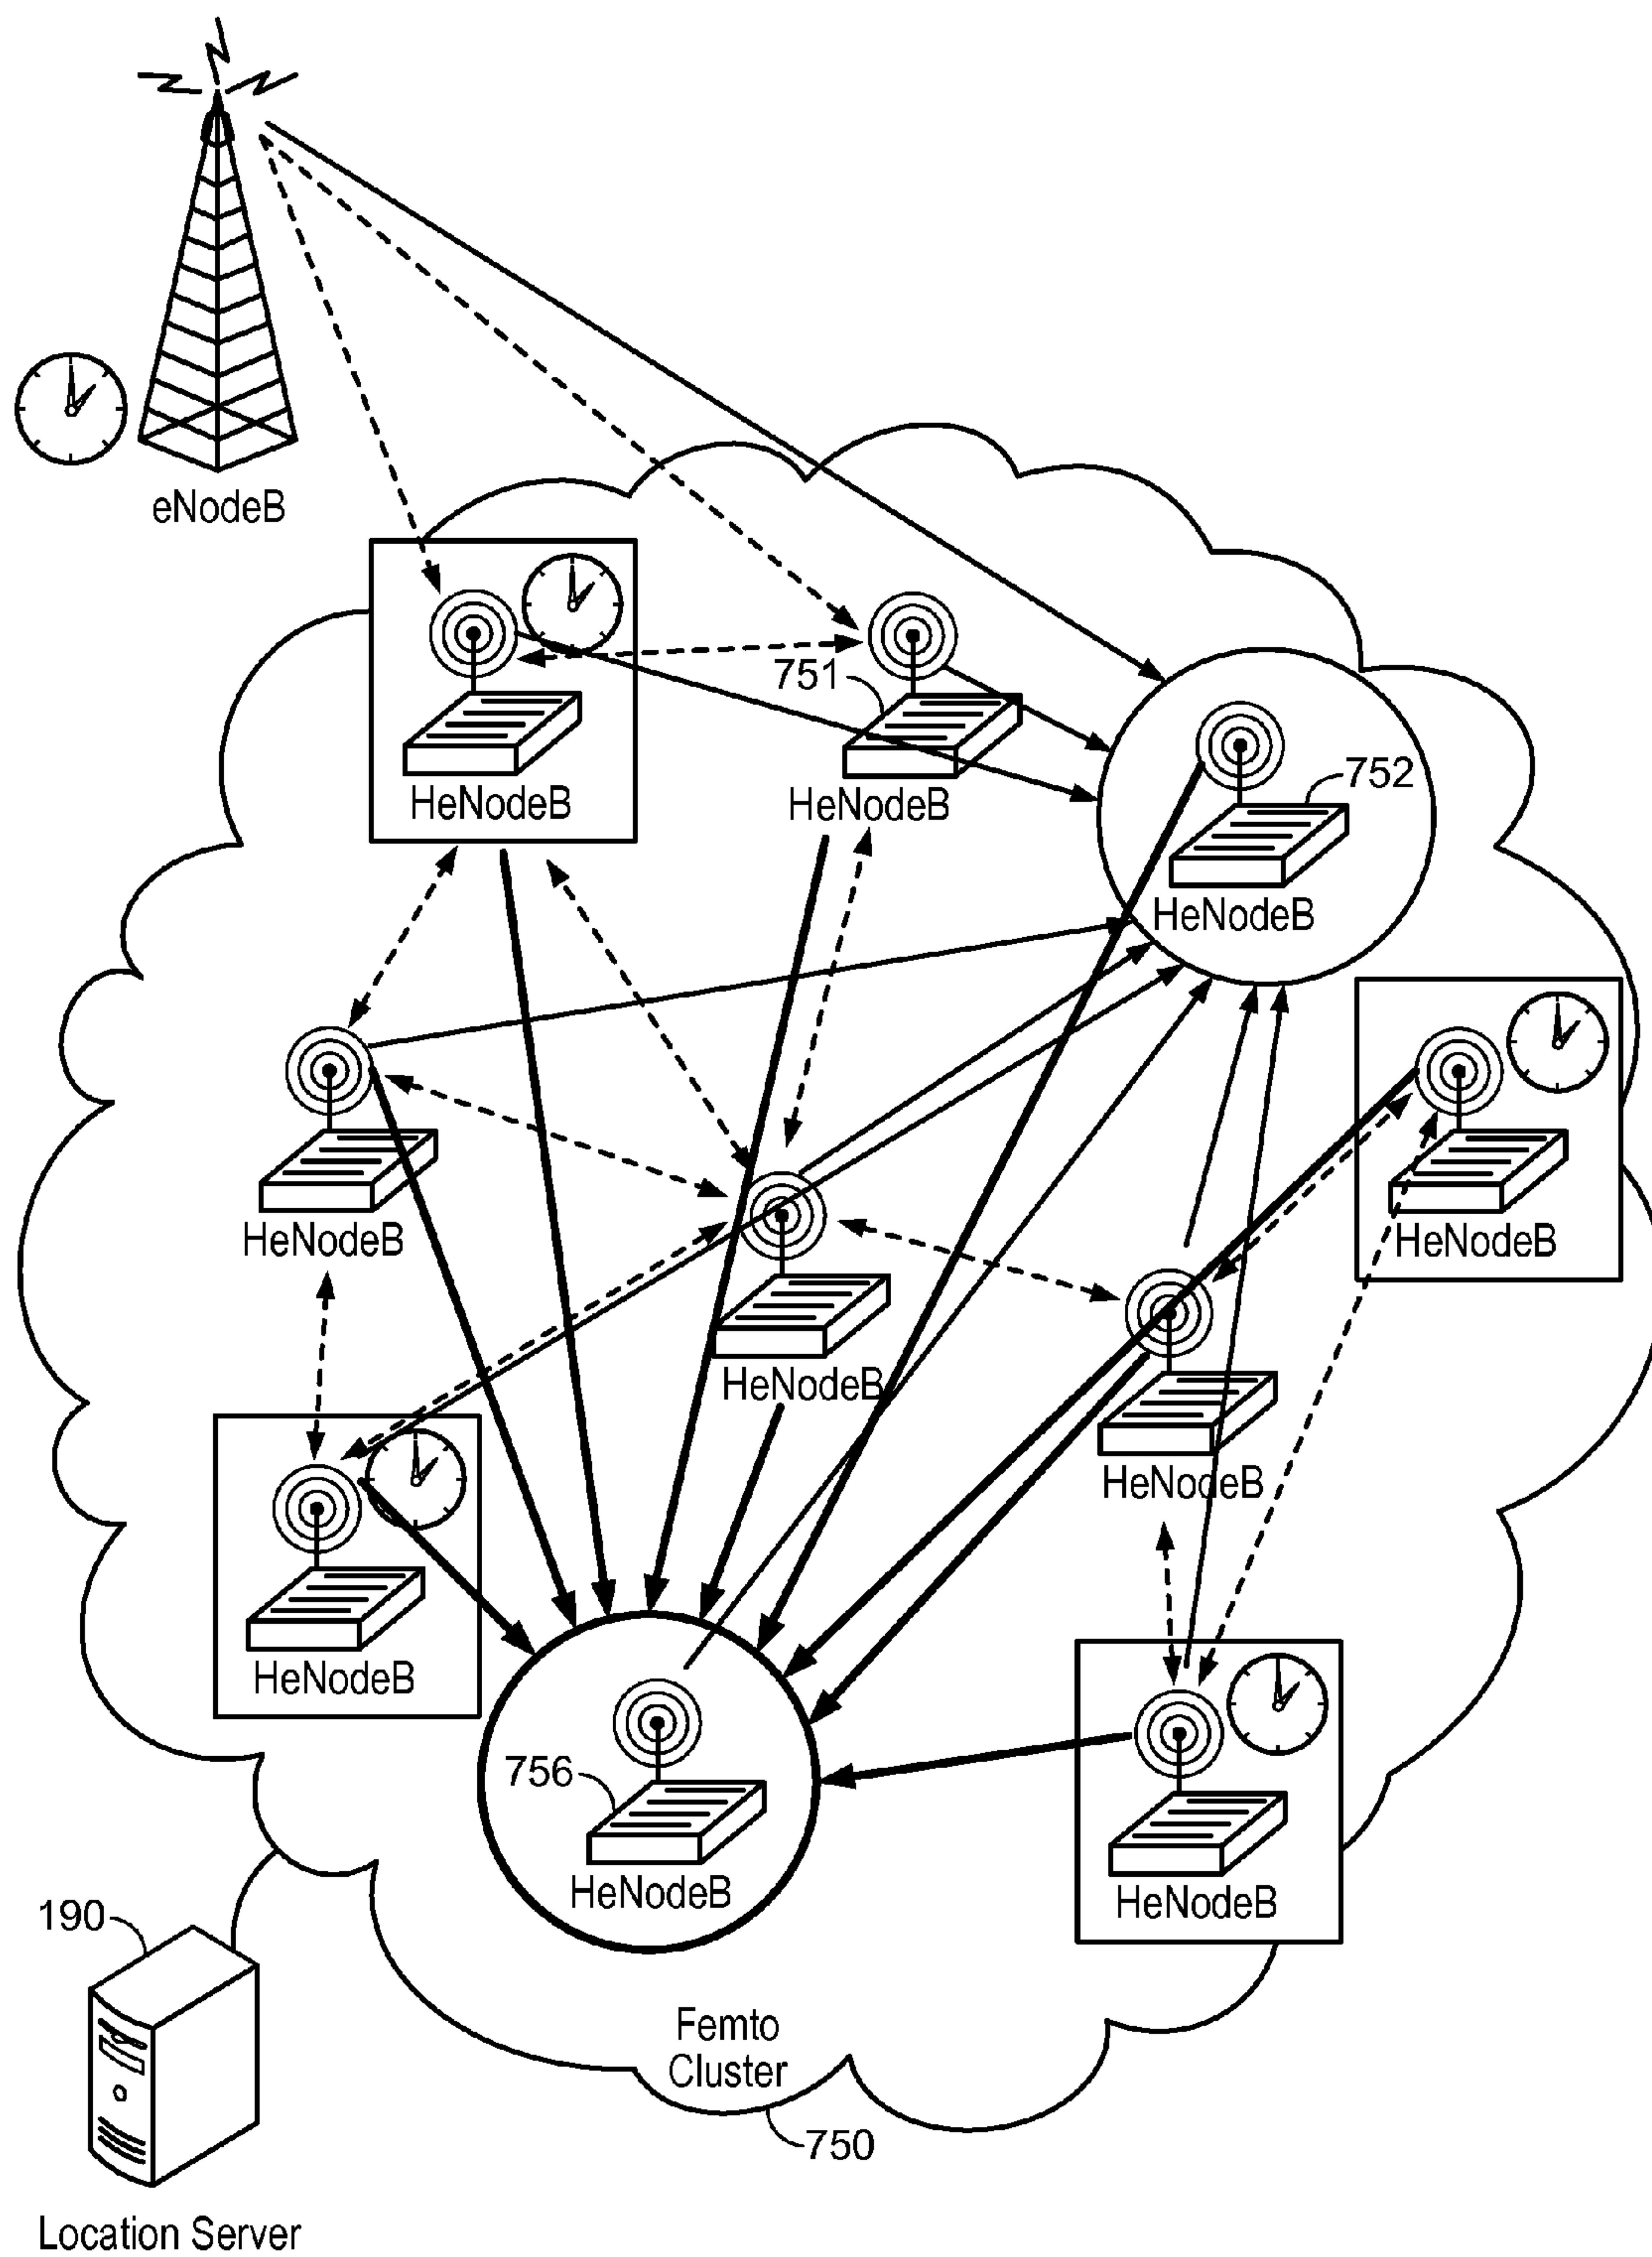 eNodeB
751
752
HeNodeB
HeNodeB
HeNodeB
HeNodeB
HeNodeB
HeNodeB
HeNodeB
HeNodeB
756
HeNodeB
HeNodeB
190
Femto
Cluster
750
Location Server